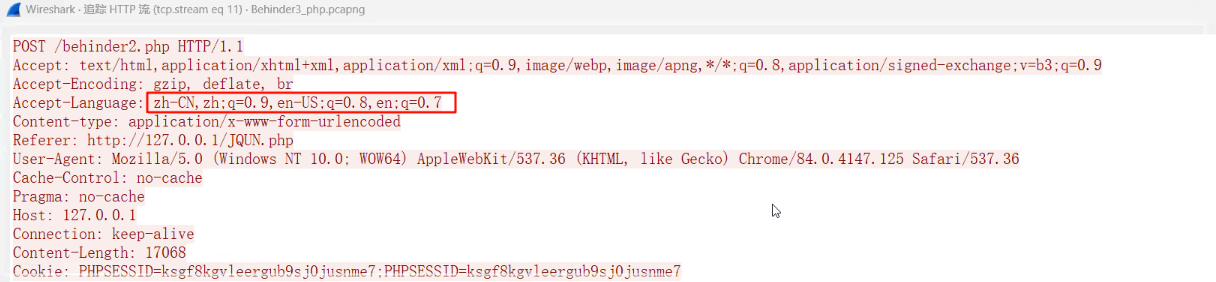 Wireshark · 追踪 HTTP 流 (tcp.stream eq 11) · Behinder3_php.pcapng
POST /behinder2.php HTTP/1.1
Accept: text/html,application/xhtml+xml,application/xml;q=0.9,image/webp,image/apng,*/*;q=0.8,application/signed-exchange;v=b3;q=0.9
Accept-Encoding: gzip, deflate, br
Accept-Language: zh-CN,zh;q=0.9,en-US;q=0.8,en;q=0.7
Content-type: application/x-www-form-urlencoded
Referer: http://127.0.0.1/JQUN.php
User-Agent: Mozilla/5.0 (Windows NT 10.0; WOW64) AppleWebKit/537.36 (KHTML, like Gecko) Chrome/84.0.4147.125 Safari/537.36
Cache-Control: no-cache
Pragma: no-cache
Host: 127.0.0.1
Connection: keep-alive
Content-Length: 17068
Cookie: PHPSESSID=ksgf8kgvleergub9sj0jusnme7;PHPSESSID=ksgf8kgvleergub9sj0jusnme7